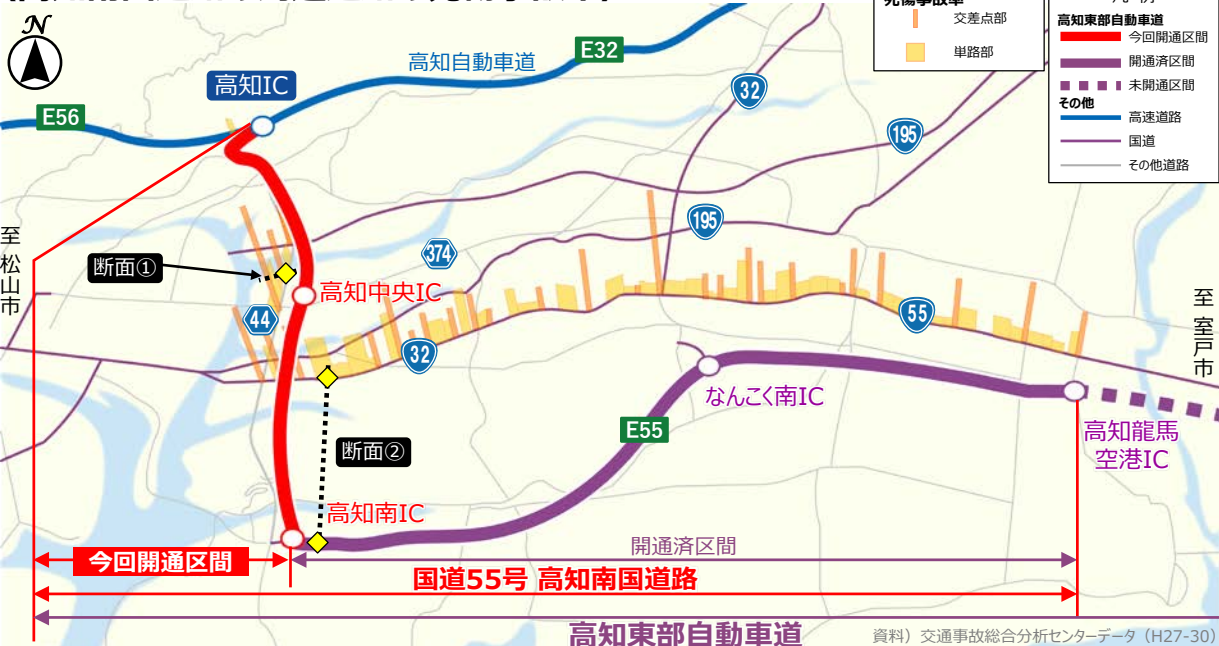 N
死傷事故率
交差点部
単路部
凡 例
高知東部自動車道
今回開通区間
開通済区間
未開通区間
その他
高速道路
国道
その他道路
高知自動車道
E32
高知IC
E56
32
195
195
374
至松山市
断面①
高知中央IC
44
32
55
至室戸市
なんこく南IC
E55
断面②
高知龍馬
空港IC
高知南IC
今回開通区間
開通済区間
国道55号 高知南国道路
高知東部自動車道
資料）交通事故総合分析センターデータ（H27-30）